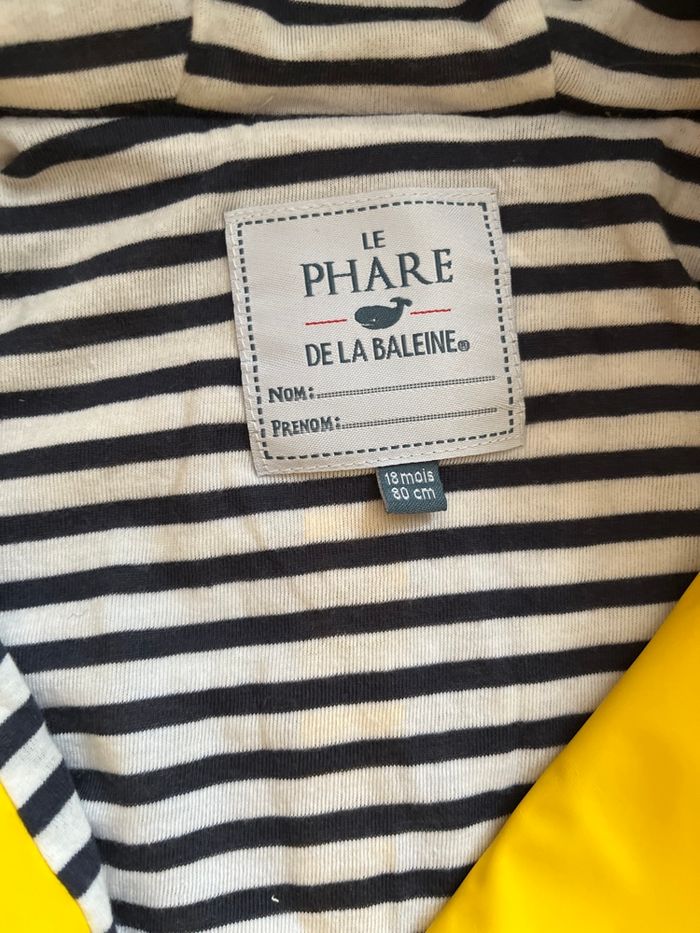 LE
PHARE
DE LA BALEINE®
NOM:
PRENOM:
18 mois
80 cm